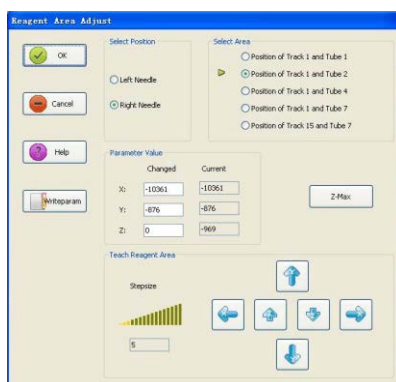 Reagent Area Adjust
OK
Cancel
Help
Writeparam
Select Position
Left Needle
Right Needle
Select Area
Position of Track 1 and Tube 1
Position of Track 1 and Tube 2
Position of Track 1 and Tube 4
Position of Track 1 and Tube 7
Position of Track 15 and Tube 7
Parameter Value
Changed Current
X: -10361 -10361
Y: -876 -876
Z: 0 -969
Z-Max
Teach Reagent Area
Stepsize
5